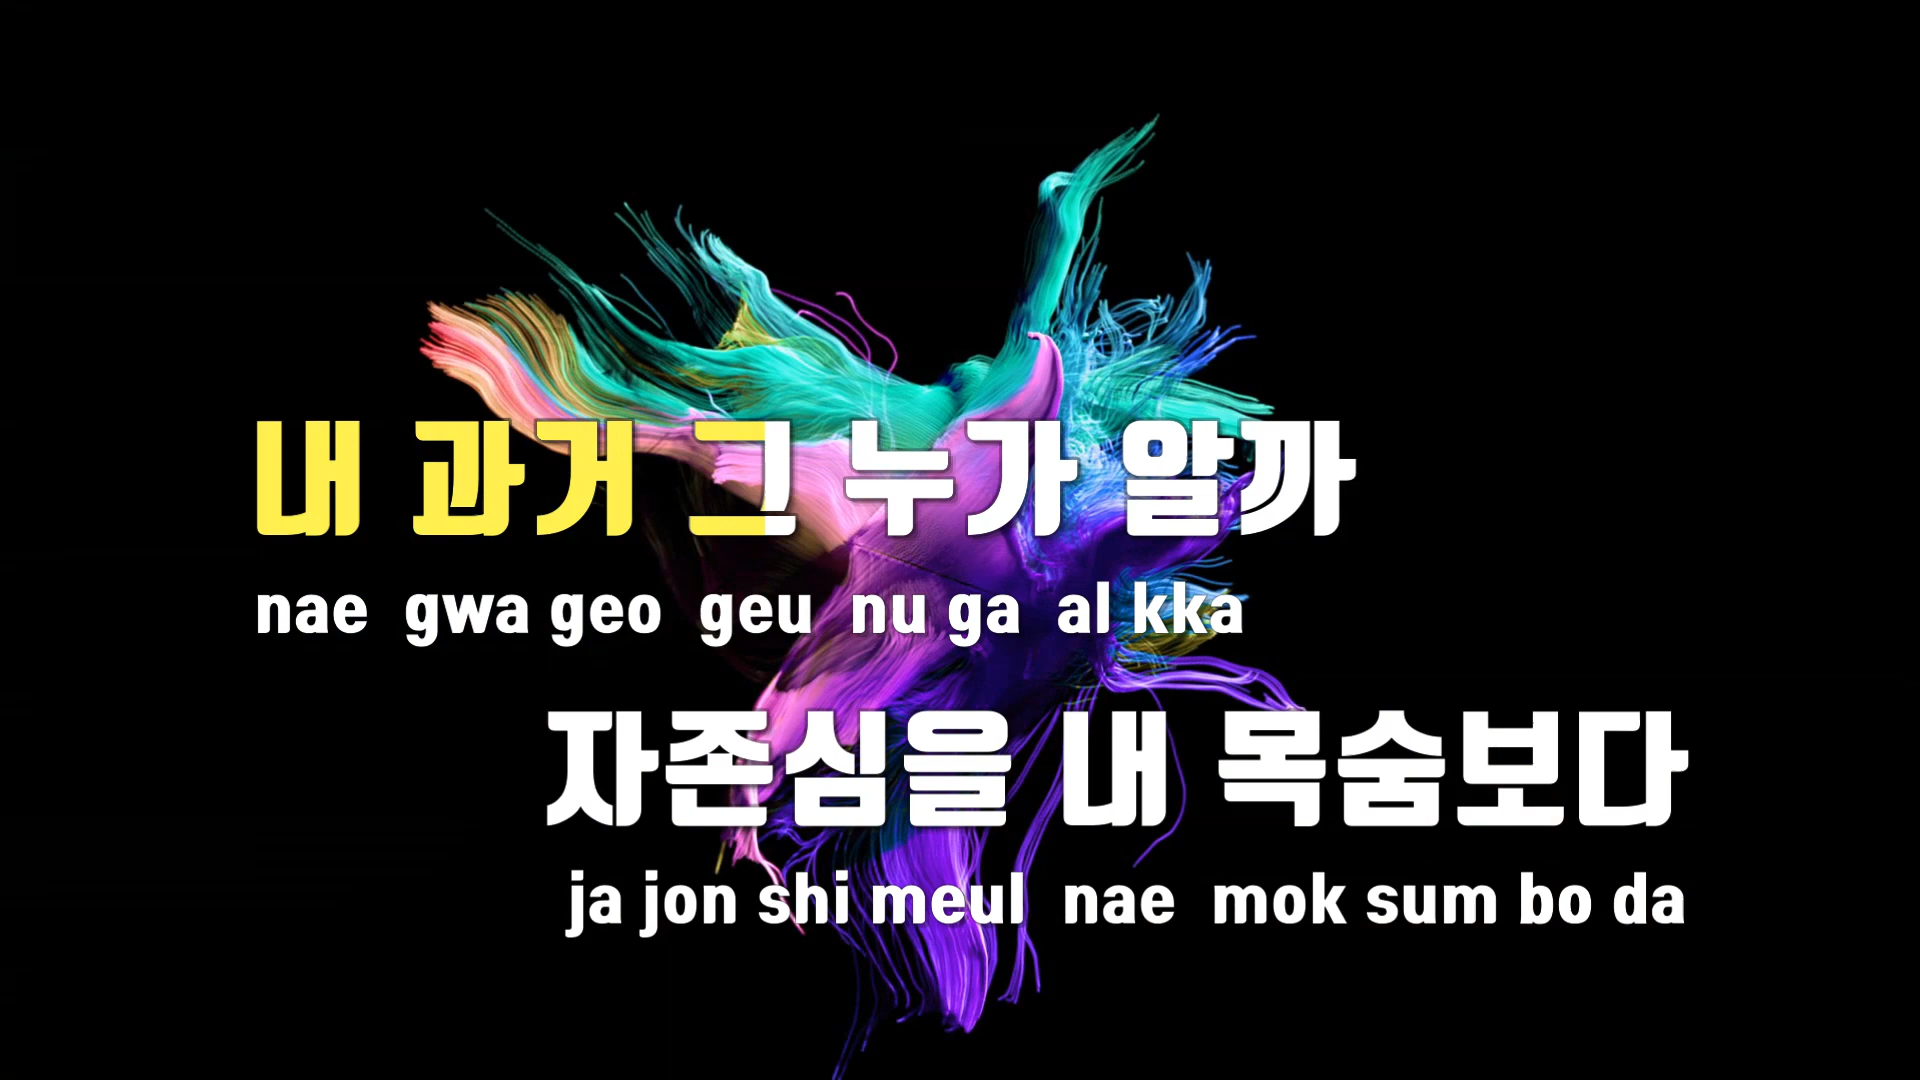 내 과거 그 누가 알까
nae gwa geo geu nu ga al kka
자존심을 내 목숨보다
ja jon shi meul nae mok sum bo da